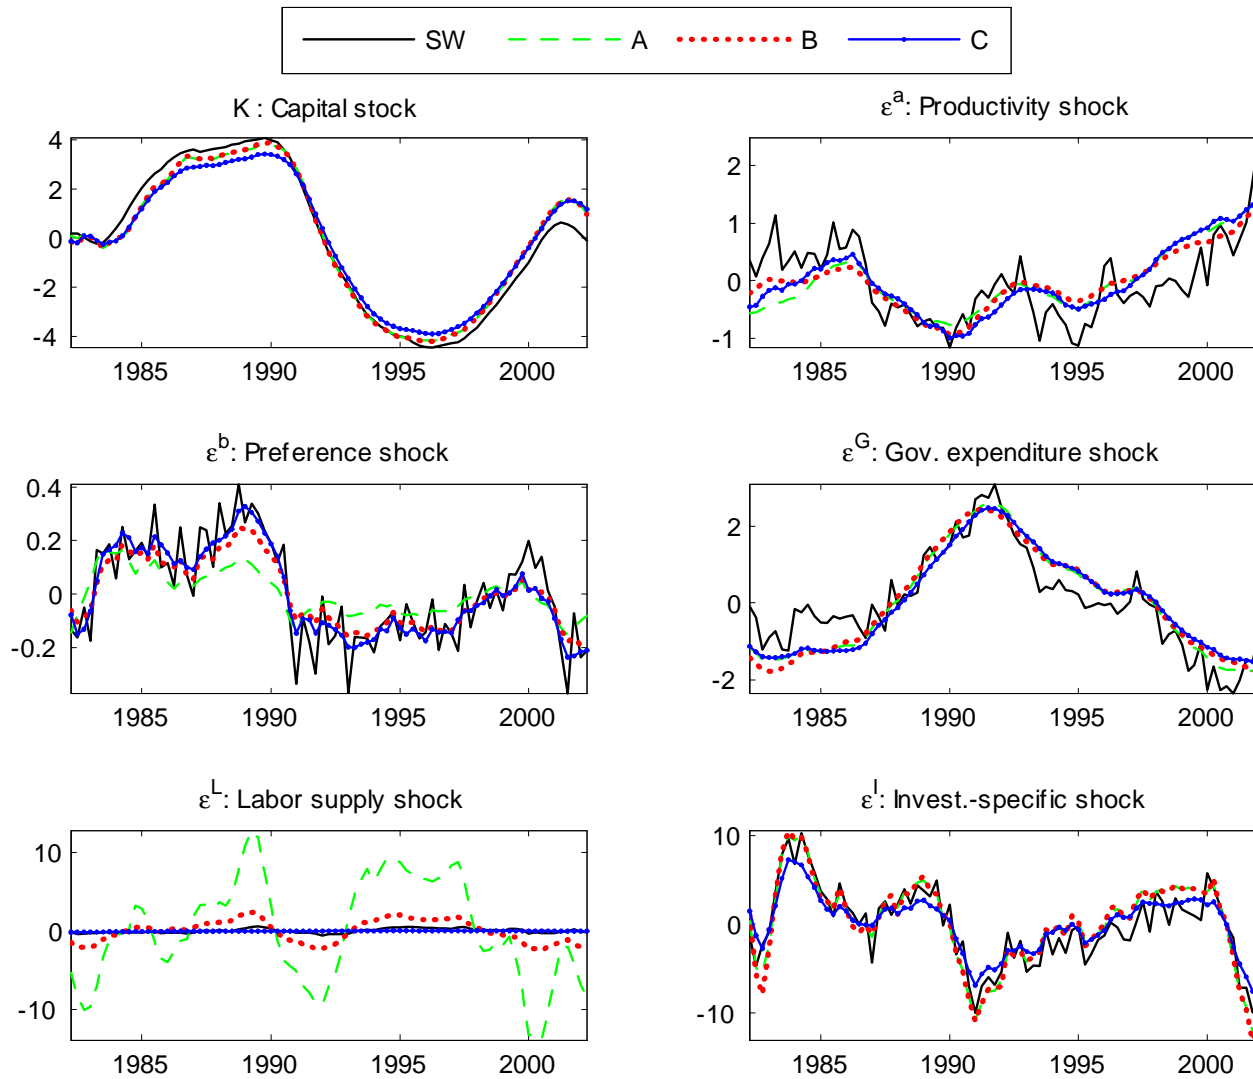 SW A B C
K : Capital stock
4
2
0
-2
-4
1985 1990 1995 2000
εᵃ: Productivity shock
2
1
0
-1
1985 1990 1995 2000
εᵇ: Preference shock
0.4
0.2
0
-0.2
1985 1990 1995 2000
εᴳ: Gov. expenditure shock
2
0
-2
1985 1990 1995 2000
εᴸ: Labor supply shock
10
0
-10
1985 1990 1995 2000
εᴵ: Invest.-specific shock
10
0
-10
1985 1990 1995 2000